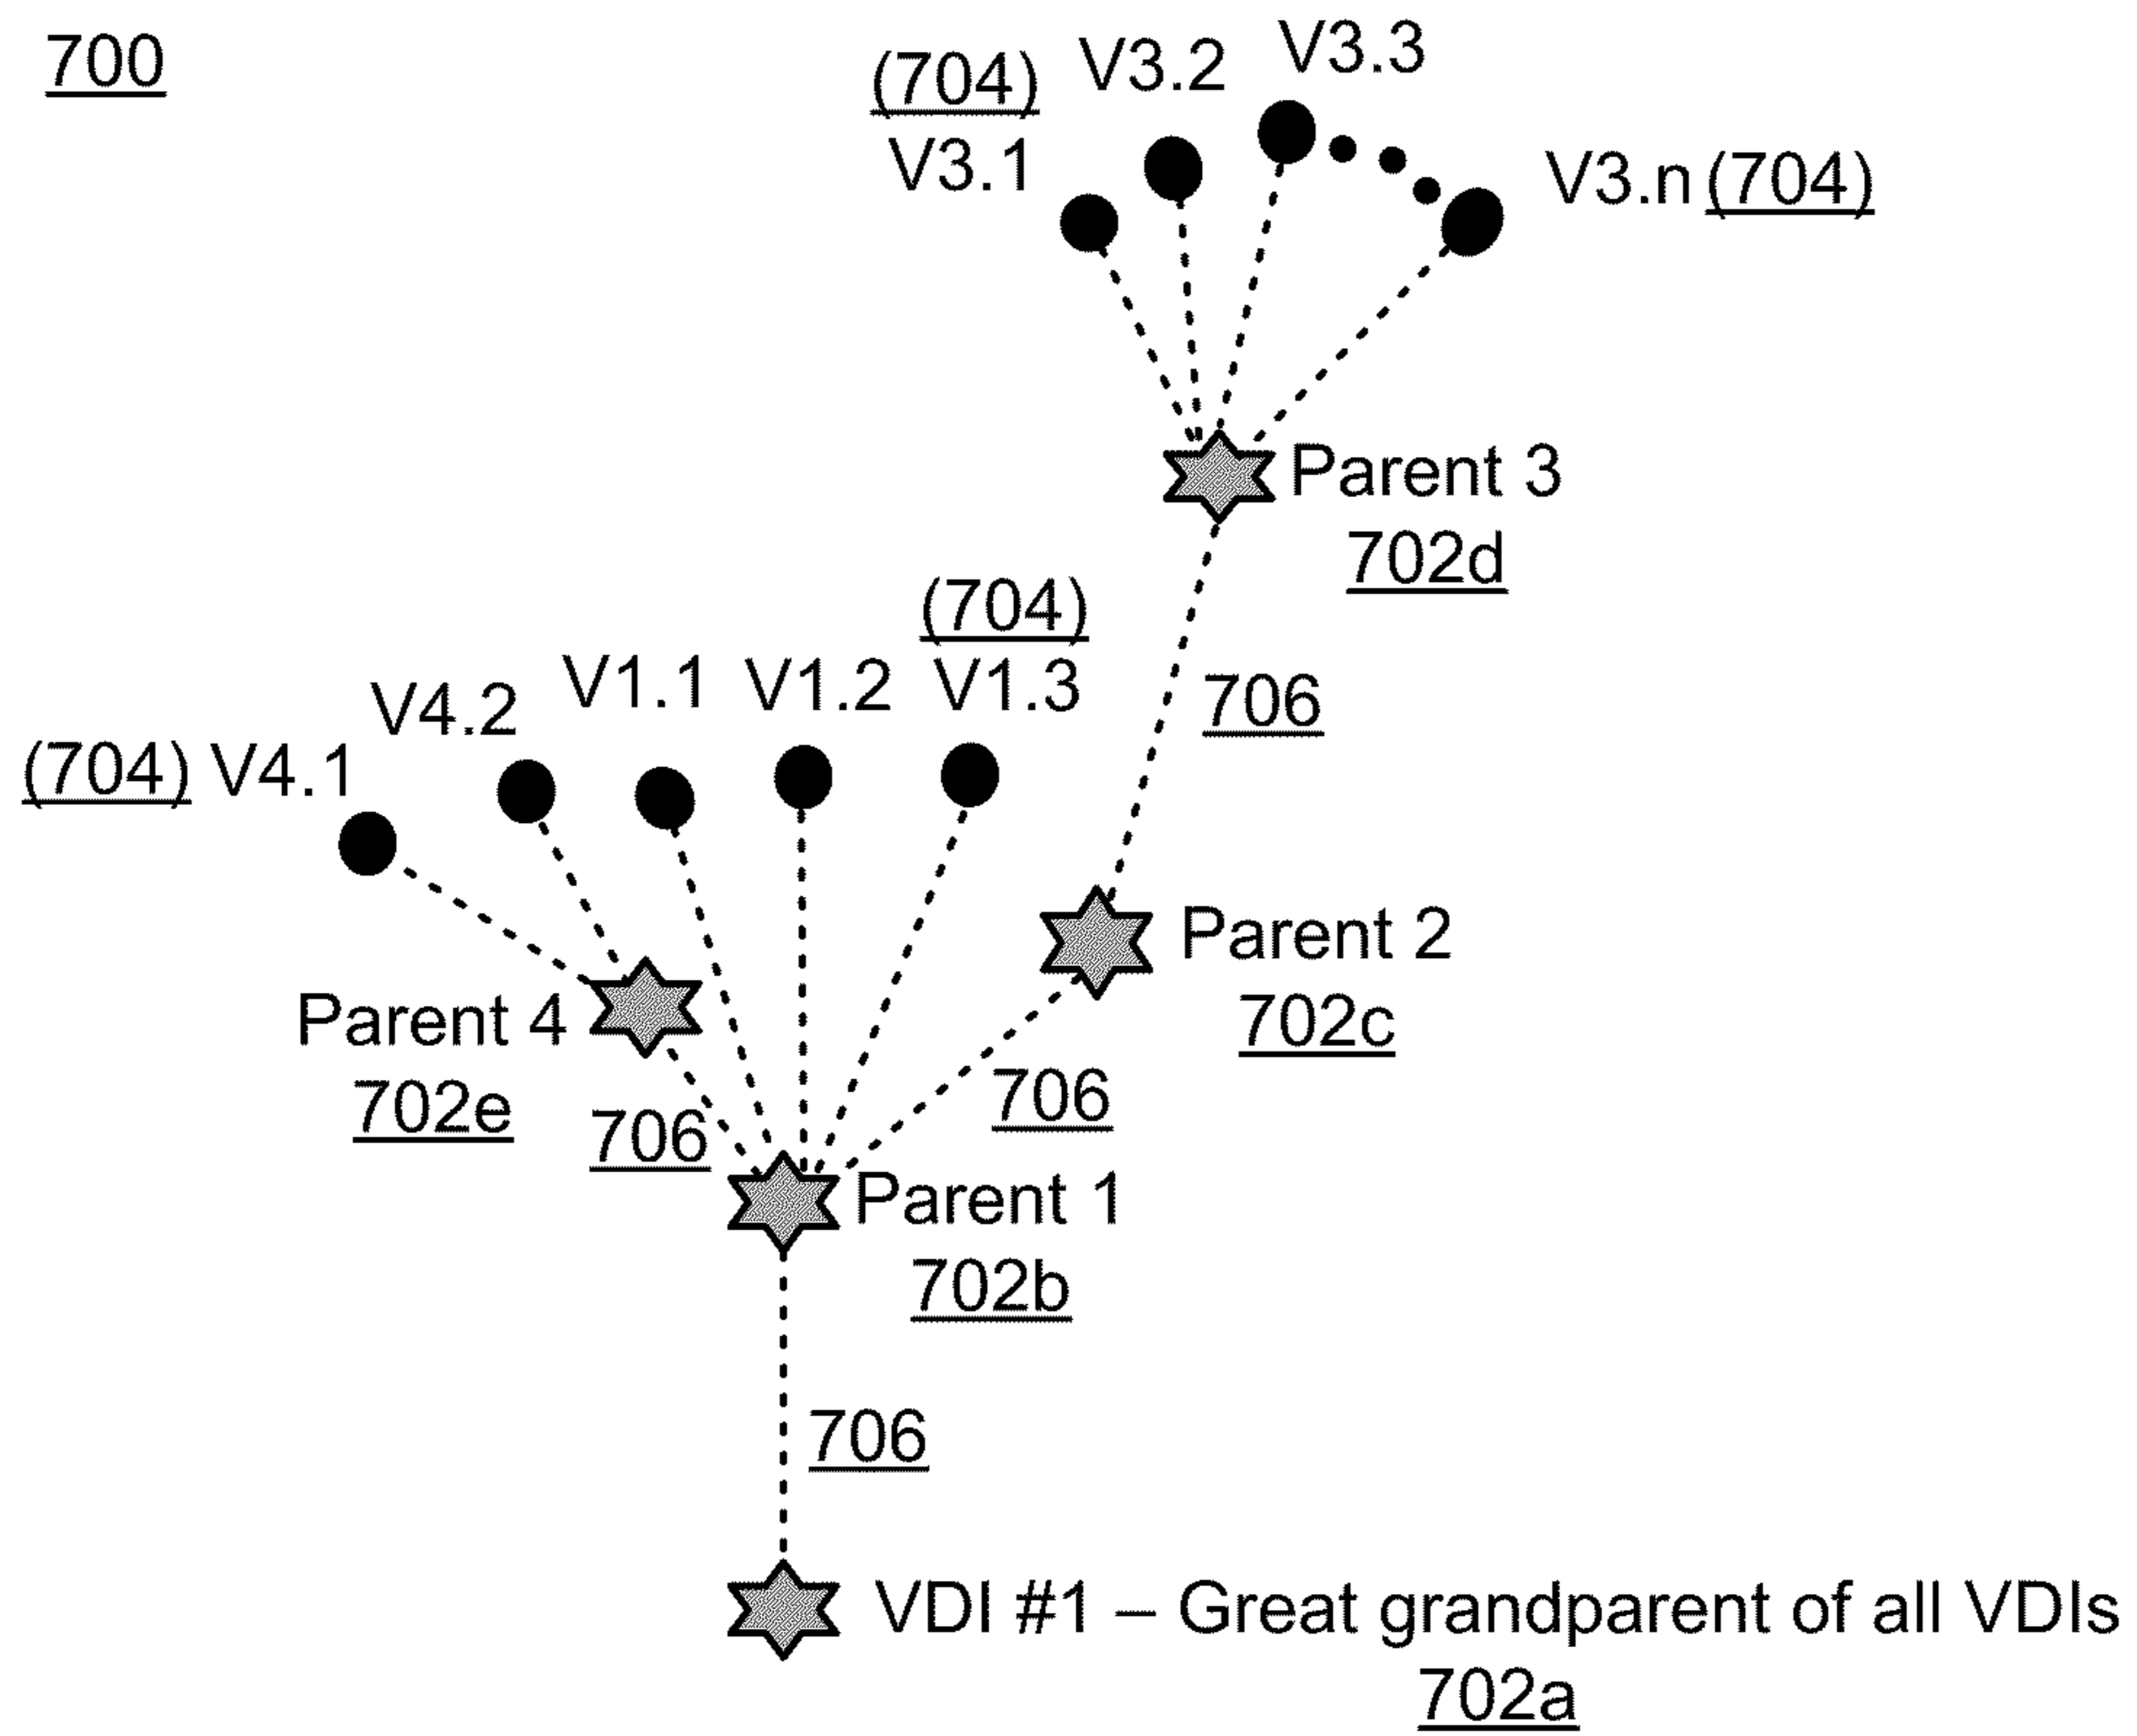 700
V3.3
V3.2
(704)
V3.1
V3.n (704)
Parent 3
702d
(704)
V1.3
V1.2
V1.1
V4.2
(704) V4.1
706
Parent 2
702c
Parent 4
702e
706
706
Parent 1
702b
706
VDI #1 – Great grandparent of all VDIs
702a